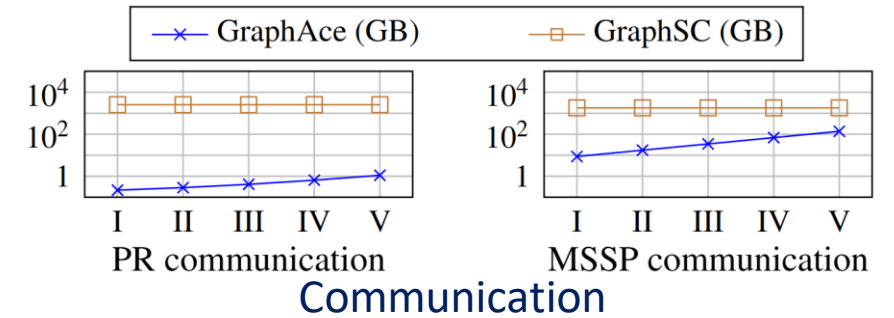 GraphAce (GB) GraphSC (GB)
10^4
10^2
1
I II III IV V
PR communication
10^4
10^2
1
I II III IV V
MSSP communication
Communication